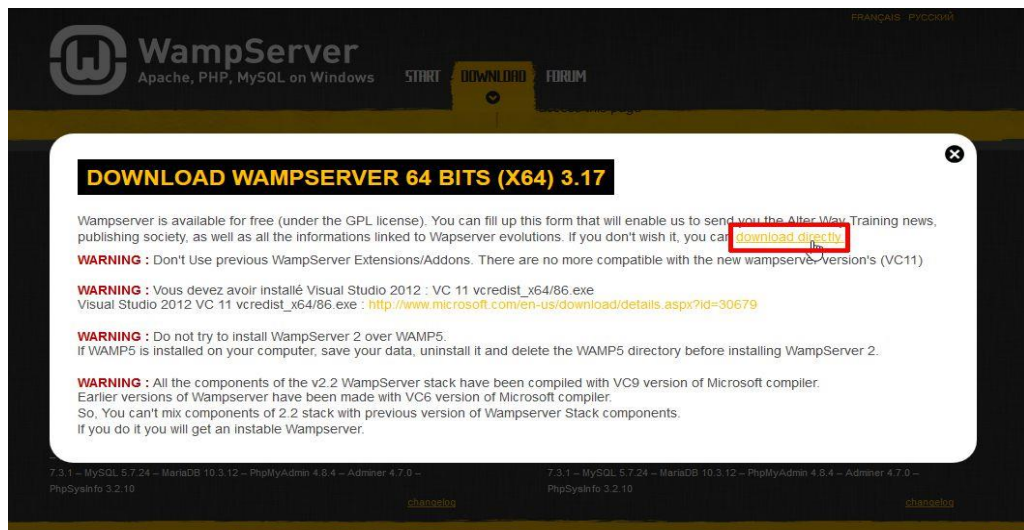 FRANÇAIS РУССКИЙ
WampServer
Apache, PHP, MySQL on Windows
START DOWNLOAD FORUM
DOWNLOAD WAMPSERVER 64 BITS (X64) 3.17
Wampserver is available for free (under the GPL license). You can fill up this form that will enable us to send you the Alter Way Training news,
publishing society, as well as all the informations linked to Wapserver evolutions. If you don't wish it, you can download directly
WARNING : Don't Use previous WampServer Extensions/Addons. There are no more compatible with the new wampserver version's (VC11)
WARNING : Vous devez avoir installé Visual Studio 2012 : VC 11 vcredist_x64/86.exe
Visual Studio 2012 VC 11 vcredist_x64/86.exe : http://www.microsoft.com/en-us/download/details.aspx?id=30679
WARNING : Do not try to install WampServer 2 over WAMP5.
If WAMP5 is installed on your computer, save your data, uninstall it and delete the WAMP5 directory before installing WampServer 2.
WARNING : All the components of the v2.2 WampServer stack have been compiled with VC9 version of Microsoft compiler.
Earlier versions of Wampserver have been made with VC6 version of Microsoft compiler.
So, You can't mix components of 2.2 stack with previous version of Wampserver Stack components.
If you do it you will get an instable Wampserver.
7.3.1 – MySQL 5.7.24 – MariaDB 10.3.12 – PhpMyAdmin 4.8.4 – Adminer 4.7.0 –
PhpSysInfo 3.2.10
changelog
7.3.1 – MySQL 5.7.24 – MariaDB 10.3.12 – PhpMyAdmin 4.8.4 – Adminer 4.7.0 –
PhpSysInfo 3.2.10
changelog